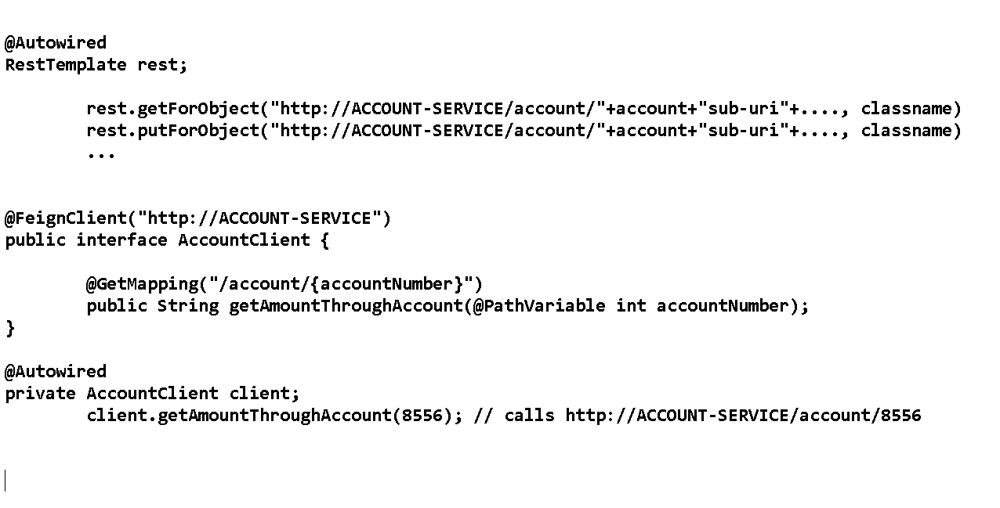 @Autowired
RestTemplate rest;
rest.getForObject("http://ACCOUNT-SERVICE/account/"+account+"sub-uri"+...., classname)
rest.putForObject("http://ACCOUNT-SERVICE/account/"+account+"sub-uri"+...., classname)
...
@FeignClient("http://ACCOUNT-SERVICE")
public interface AccountClient {
@GetMapping("/account/{accountNumber}")
public String getAmountThroughAccount(@PathVariable int accountNumber);
}
@Autowired
private AccountClient client;
client.getAmountThroughAccount(8556); // calls http://ACCOUNT-SERVICE/account/8556